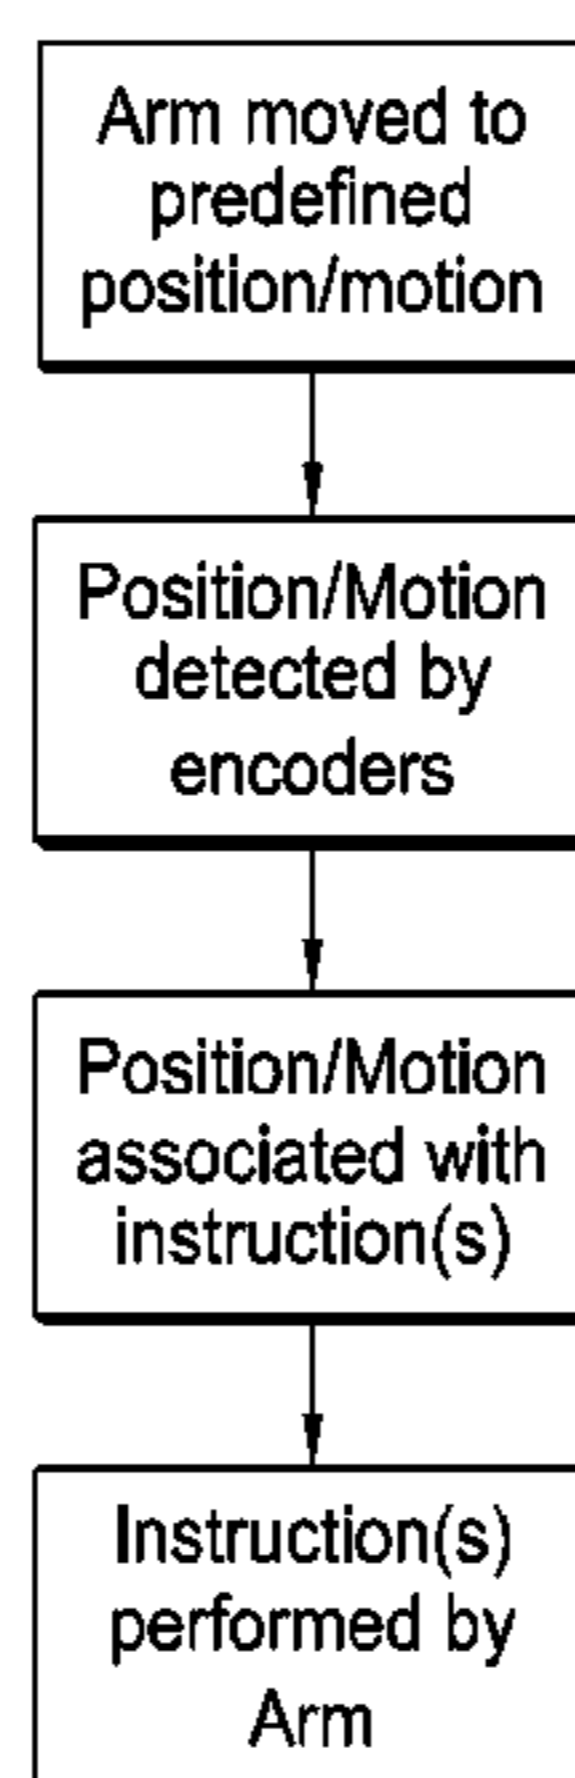 Arm moved to
predefined
position/motion
Position/Motion
detected by
encoders
Position/Motion
associated with
instruction(s)
Instruction(s)
performed by
Arm